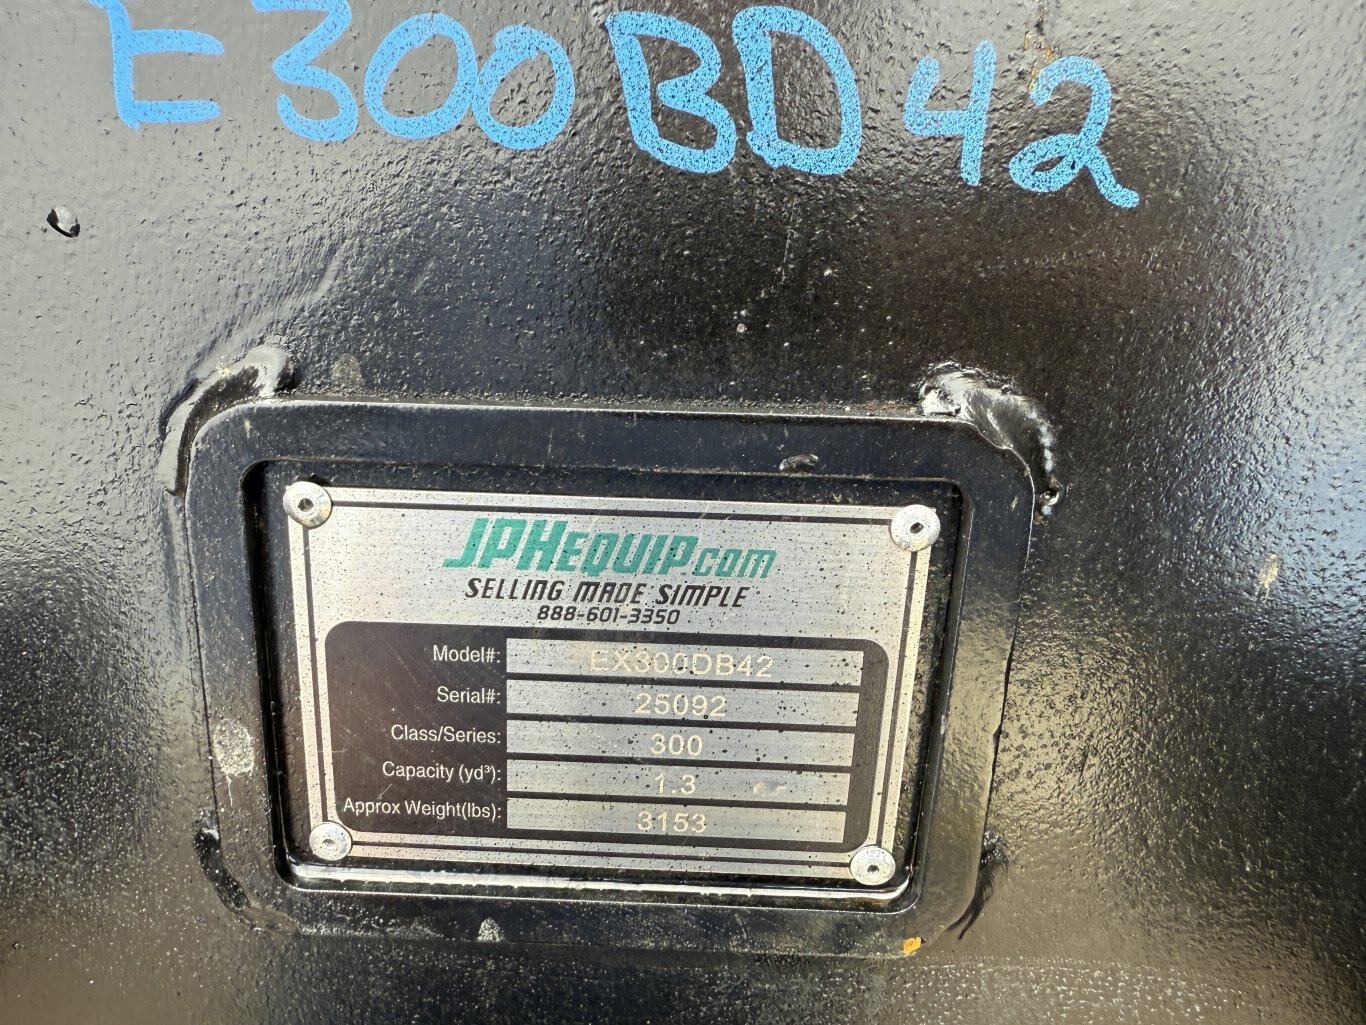 E300BD42
JPHEQUIP.COM
SELLING MADE SIMPLE
888-601-3350
Model#: EX300DB42
Serial#: 25092
Class/Series: 300
Capacity (yd³): 1.3
Approx Weight(lbs): 3153